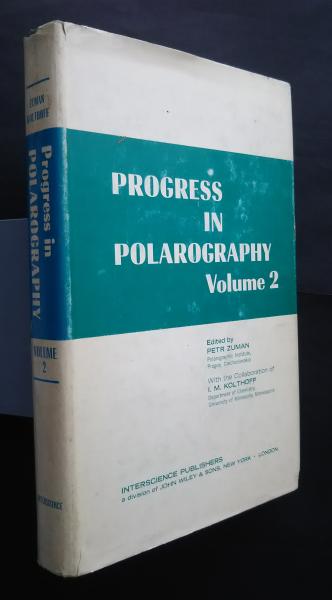 ZUMAN
KOLTHOFF
Progress in
POLAROGRAPHY
VOLUME
2
INTERSCIENCE
PROGRESS
IN
POLAROGRAPHY
Volume 2
Edited by
PETR ZUMAN
Polarographic Institute,
Prague, Czechoslovakia
With the Collaboration of
I. M. KOLTHOFF
Department of Chemistry,
University of Minnesota, Minneapolis
INTERSCIENCE PUBLISHERS
a division of JOHN WILEY & SONS, NEW YORK · LONDON